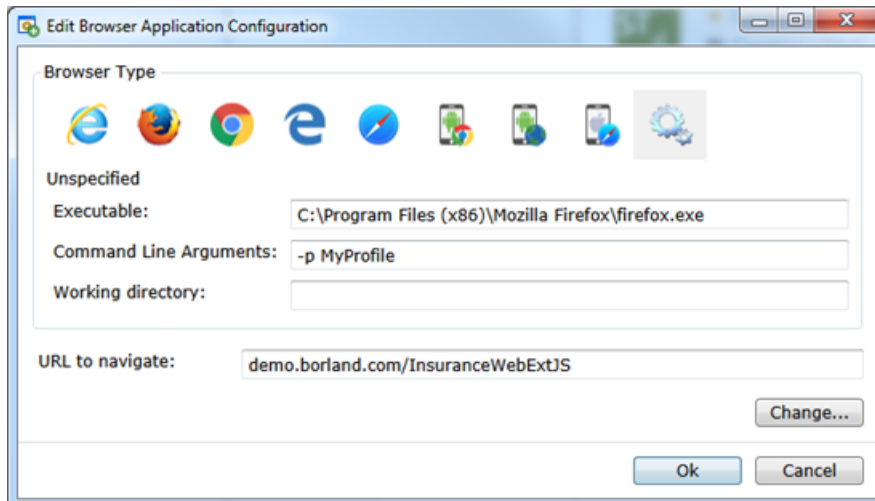 Edit Browser Application Configuration
Browser Type
Unspecified
Executable: C:\Program Files (x86)\Mozilla Firefox\firefox.exe
Command Line Arguments: -p MyProfile
Working directory:
URL to navigate: demo.borland.com/InsuranceWebExtJS
Change...
Ok Cancel